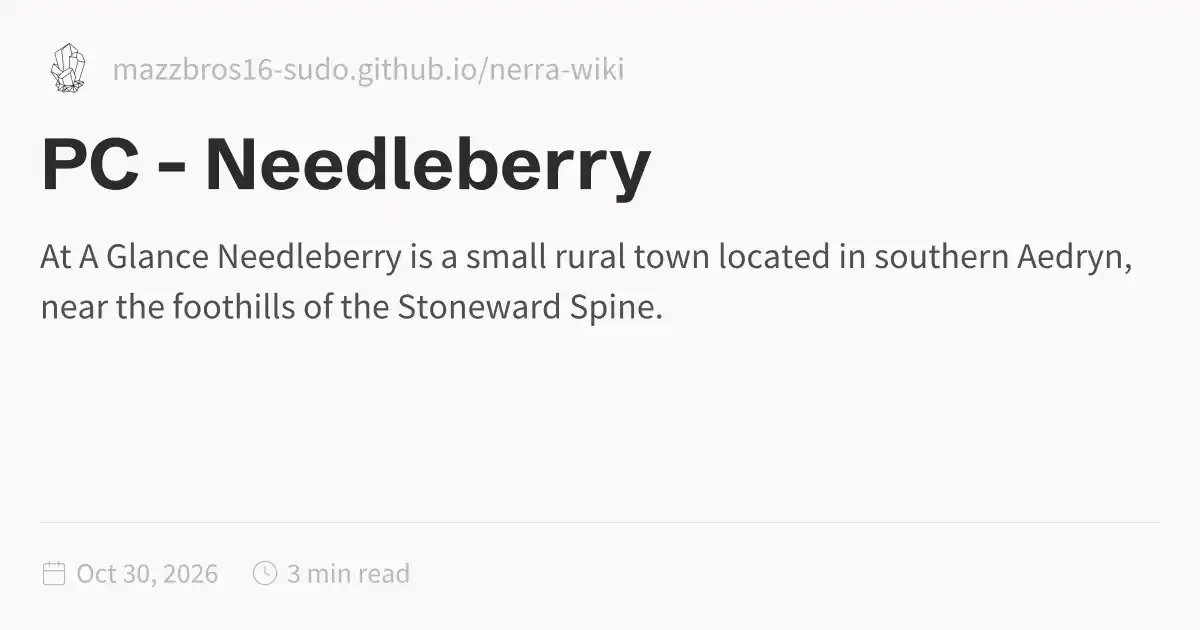 mazzbros16-sudo.github.io/nerra-wiki
PC - Needleberry
At A Glance Needleberry is a small rural town located in southern Aedryn,
near the foothills of the Stoneward Spine.
Oct 30, 2026 3 min read